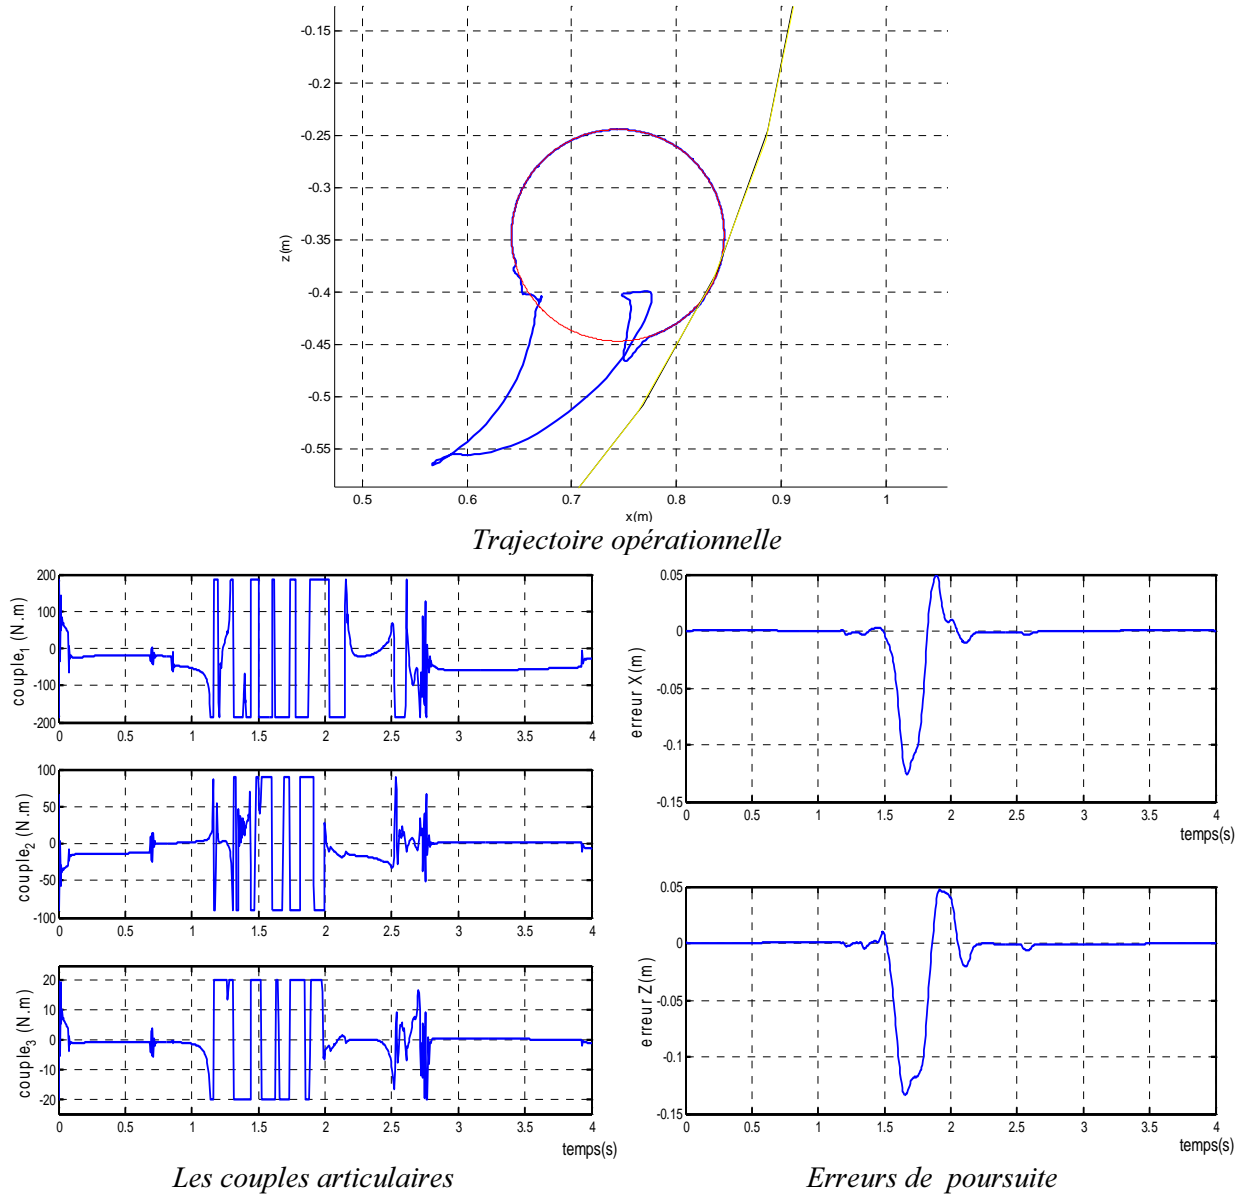 -0.15
-0.2
-0.25
-0.3
-0.35
-0.4
-0.45
-0.5
-0.55
z(m)
0.5 0.6 0.7 0.8 0.9 1
x(m)
Trajectoire opérationnelle
200
100
0
-100
-200
couple1 (N.m)
0 0.5 1 1.5 2 2.5 3 3.5 4
100
50
0
-50
-100
couple2 (N.m)
0 0.5 1 1.5 2 2.5 3 3.5 4
20
10
0
-10
-20
couple3 (N.m)
0 0.5 1 1.5 2 2.5 3 3.5 4
temps(s)
Les couples articulaires
0.05
0
-0.05
-0.1
-0.15
erreur X(m)
0 0.5 1 1.5 2 2.5 3 3.5 4
temps(s)
0.05
0
-0.05
-0.1
-0.15
erreur Z(m)
0 0.5 1 1.5 2 2.5 3 3.5 4
temps(s)
Erreurs de poursuite